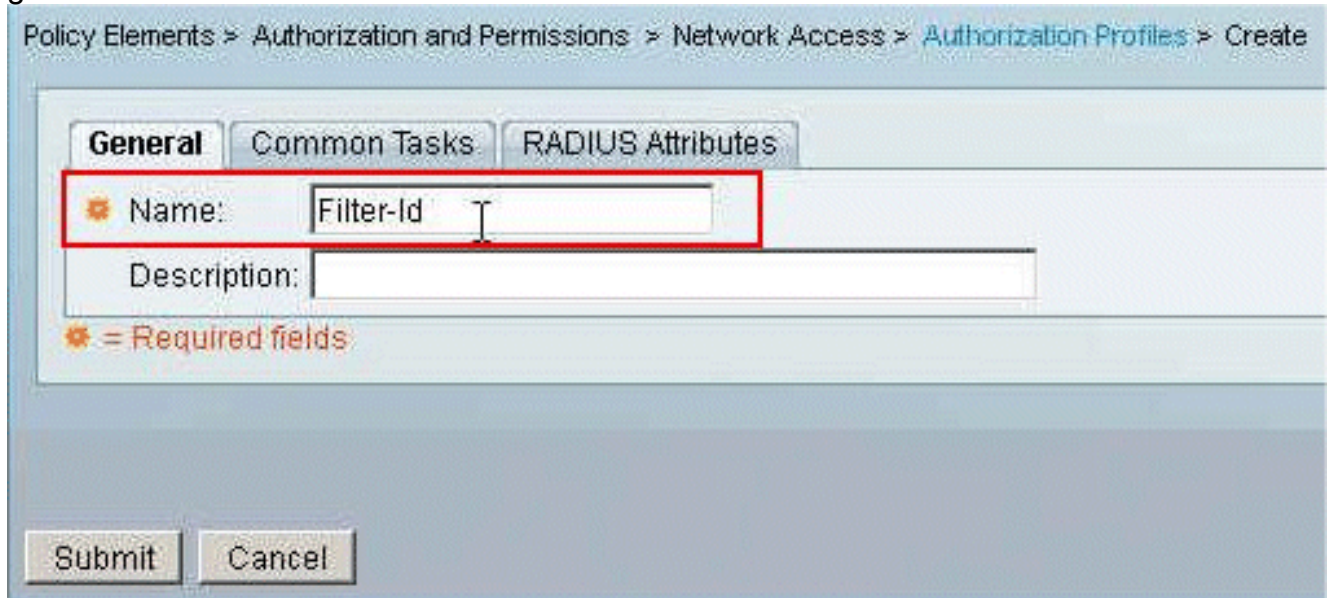 Policy Elements > Authorization and Permissions > Network Access > Authorization Profiles > Create
General Common Tasks RADIUS Attributes
Name: Filter-Id
Description:
= Required fields
Submit Cancel